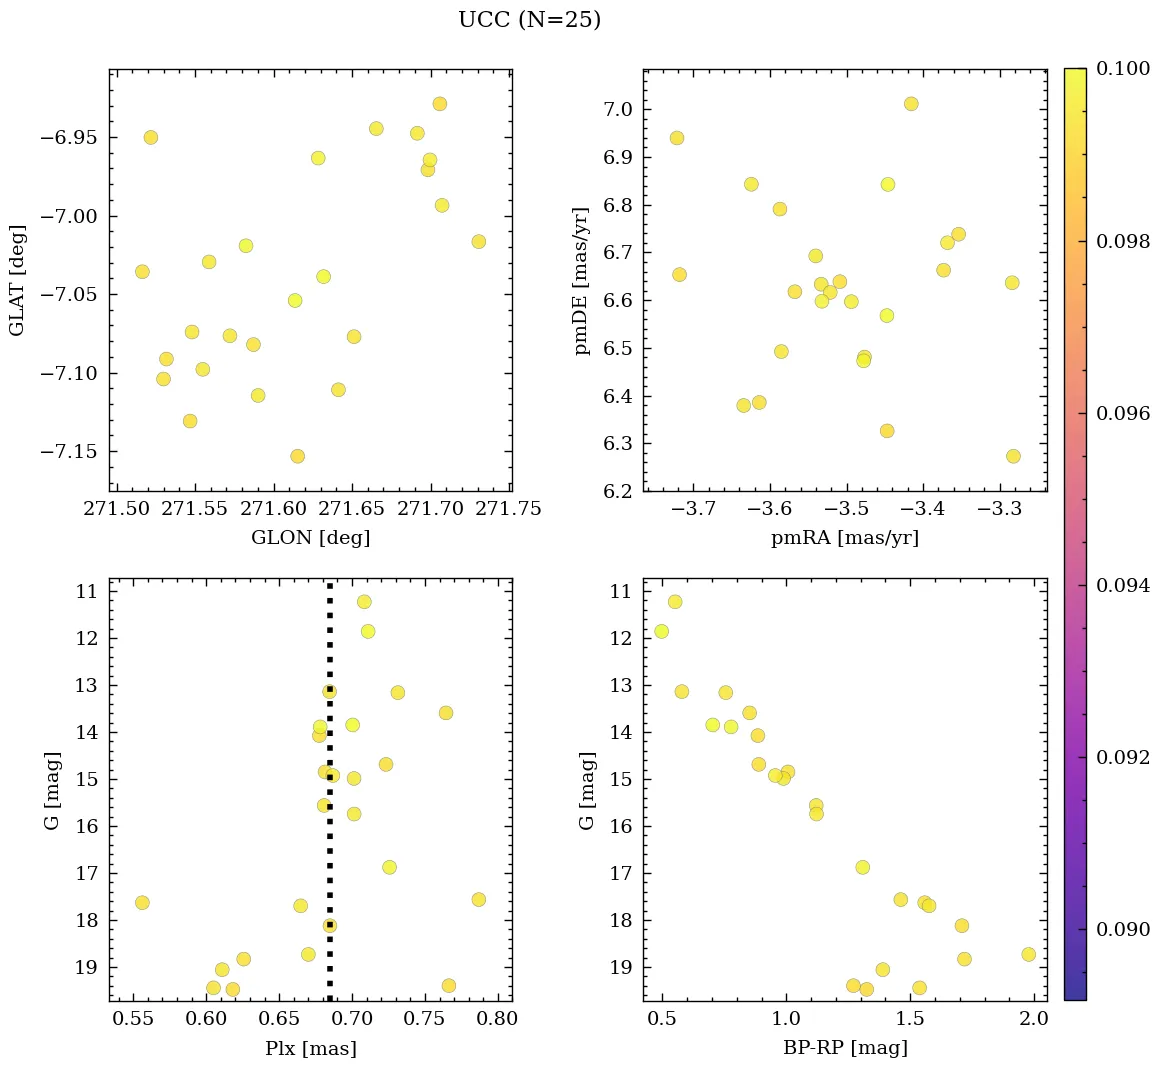 UCC (N=25)
−6.95
−7.00
−7.05
−7.10
−7.15
GLAT [deg]
271.50 271.55 271.60 271.65 271.70 271.75
GLON [deg]
7.0
6.9
6.8
6.7
6.6
6.5
6.4
6.3
6.2
pmDE [mas/yr]
−3.7 −3.6 −3.5 −3.4 −3.3
pmRA [mas/yr]
11
12
13
14
15
16
17
18
19
G [mag]
0.55 0.60 0.65 0.70 0.75 0.80
Plx [mas]
11
12
13
14
15
16
17
18
19
G [mag]
0.5 1.0 1.5 2.0
BP-RP [mag]
0.100
0.098
0.096
0.094
0.092
0.090